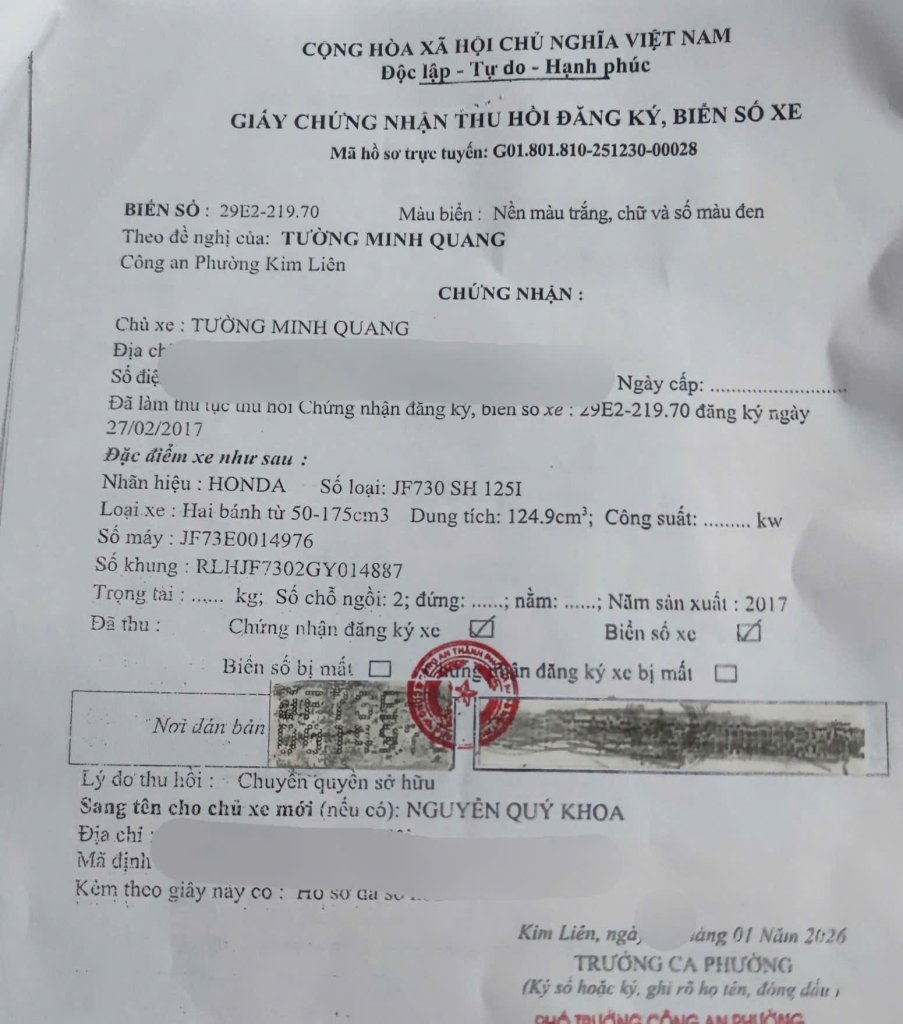 CỘNG HÒA XÃ HỘI CHỦ NGHĨA VIỆT NAM
Độc lập - Tự do - Hạnh phúc
GIẤY CHỨNG NHẬN THU HỒI ĐĂNG KÝ, BIỂN SỐ XE
Mã hồ sơ trực tuyến: G01.801.810-251230-00028
BIỂN SỐ : 29E2-219.70 Màu biển : Nền màu trắng, chữ và số màu đen
Theo đề nghị của: TƯỜNG MINH QUANG
Công an Phường Kim Liên
CHỨNG NHẬN :
Chủ xe : TƯỜNG MINH QUANG
Địa
Số Ngày cấp: ........................
Đã làm thủ tục thu hồi Chứng nhận đăng ký, biển số xe : 29E2-219.70 đăng ký ngày
27/02/2017
Đặc điểm xe như sau :
Nhãn hiệu : HONDA Số loại: JF730 SH 125I
Loại xe : Hai bánh từ 50-175cm3 Dung tích: 124.9cm³; Công suất: ......... kw
Số máy : JF73E0014976
Số khung : RLHJF7302GY014887
Trọng tải : ...... kg; Số chỗ ngồi: 2; đứng: ......; nằm: ......; Năm sản xuất : 2017
Đã thu : Chứng nhận đăng ký xe ☑ Biển số xe ☑
Biển số bị mất ☐ Chứng nhận đăng ký xe bị mất ☐
Nơi dán bản
Lý do thu hồi : Chuyển quyền sở hữu
Sang tên cho chủ xe mới (nếu có): NGUYỄN QUÝ KHOA
Địa chỉ :
Mã định
Kèm theo giấy này có : Hồ sơ
Kim Liên, ngày tháng 01 Năm 2026
TRƯỞNG CA PHƯỜNG
(Ký số hoặc ký, ghi rõ họ tên, đóng dấu )
PHÓ TRƯỞNG CÔNG AN PHƯỜNG